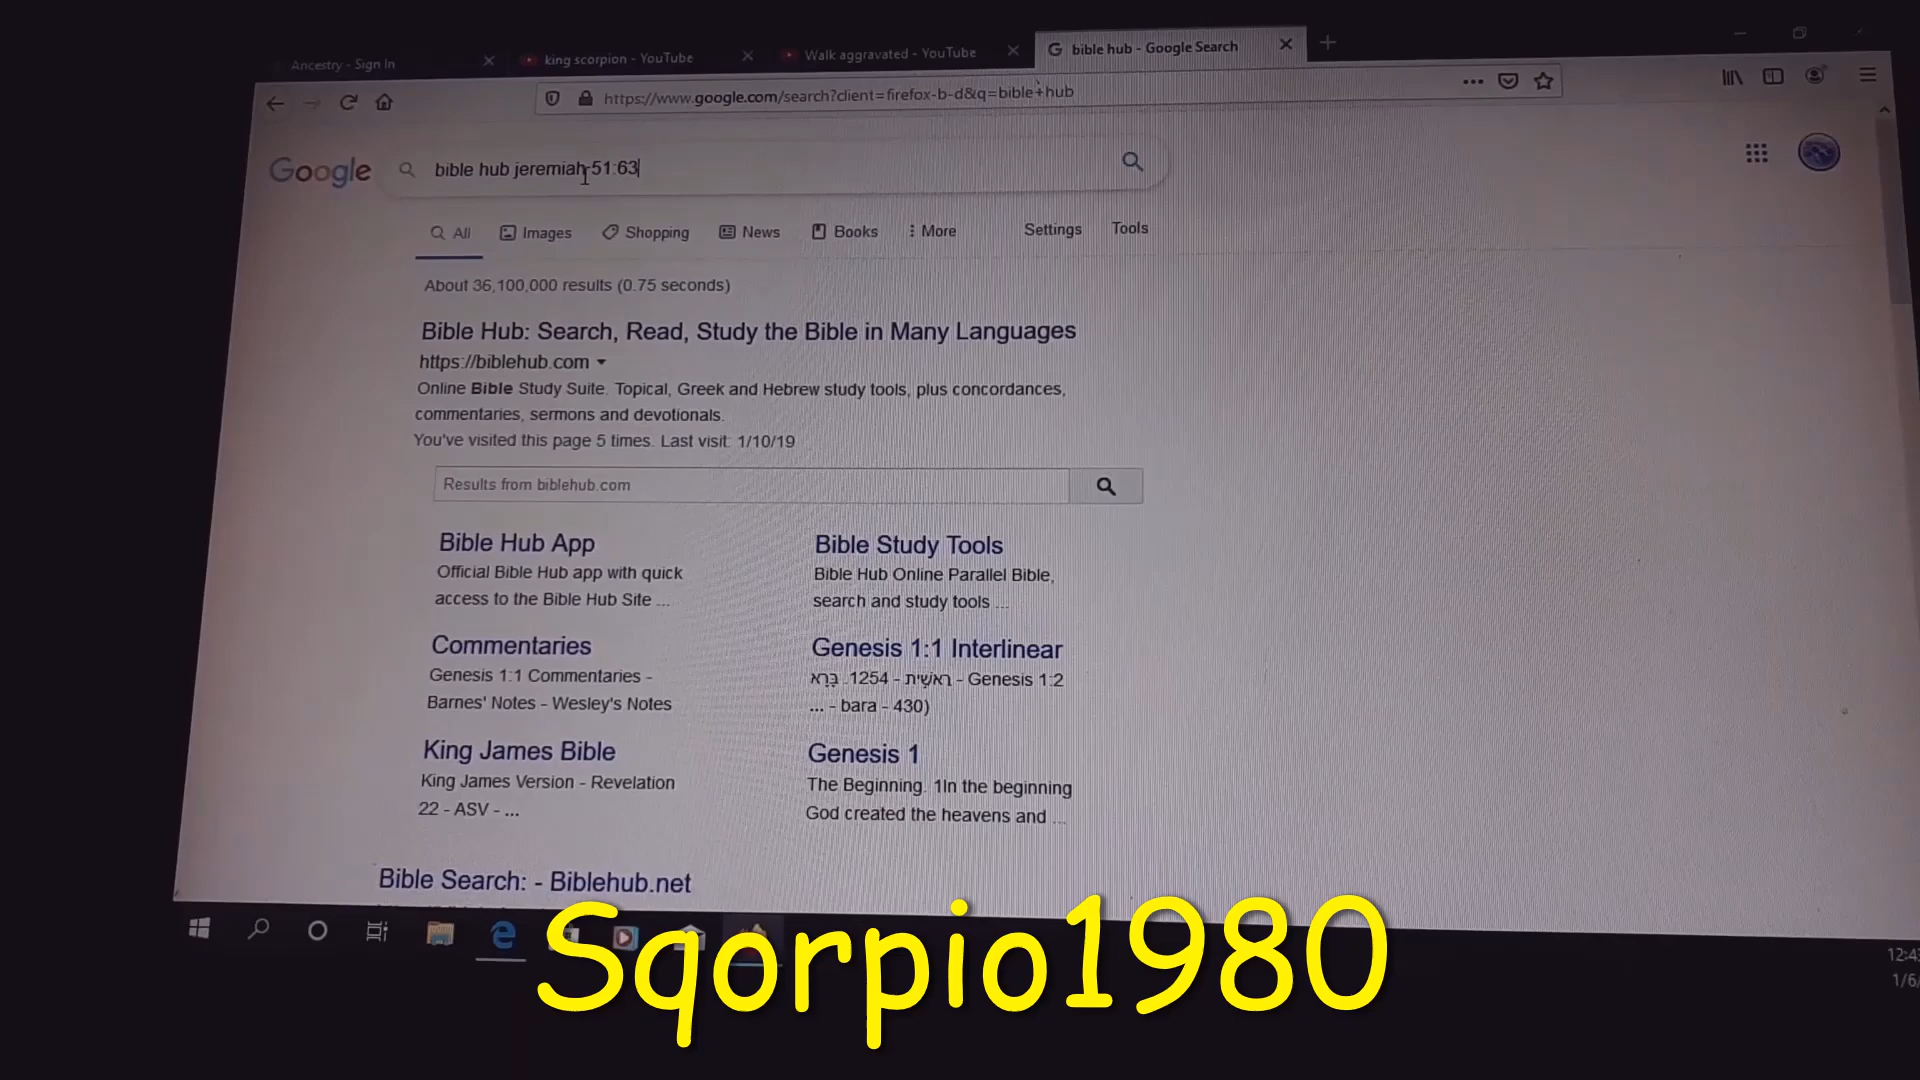 Ancestry - Sign In
king scorpion - YouTube
Walk aggravated - YouTube
bible hub - Google Search
https://www.google.com/search?client=firefox-b-d&q=bible+hub
Google
bible hub jeremiah 51:63
All
Images
Shopping
News
Books
More
Settings
Tools
About 36,100,000 results (0.75 seconds)
Bible Hub: Search, Read, Study the Bible in Many Languages
https://biblehub.com
Online Bible Study Suite. Topical, Greek and Hebrew study tools, plus concordances,
commentaries, sermons and devotionals.
You've visited this page 5 times. Last visit: 1/10/19
Results from biblehub.com
Bible Hub App
Official Bible Hub app with quick
access to the Bible Hub Site ...
Bible Study Tools
Bible Hub Online Parallel Bible,
search and study tools ...
Commentaries
Genesis 1:1 Commentaries -
Barnes' Notes - Wesley's Notes
Genesis 1:1 Interlinear
בָּרָא ..1254 - רֵאשִׁית - Genesis 1:2
... - bara - 430)
King James Bible
King James Version - Revelation
22 - ASV - ...
Genesis 1
The Beginning. 1In the beginning
God created the heavens and ...
Bible Search: - Biblehub.net
Sqorpio1980